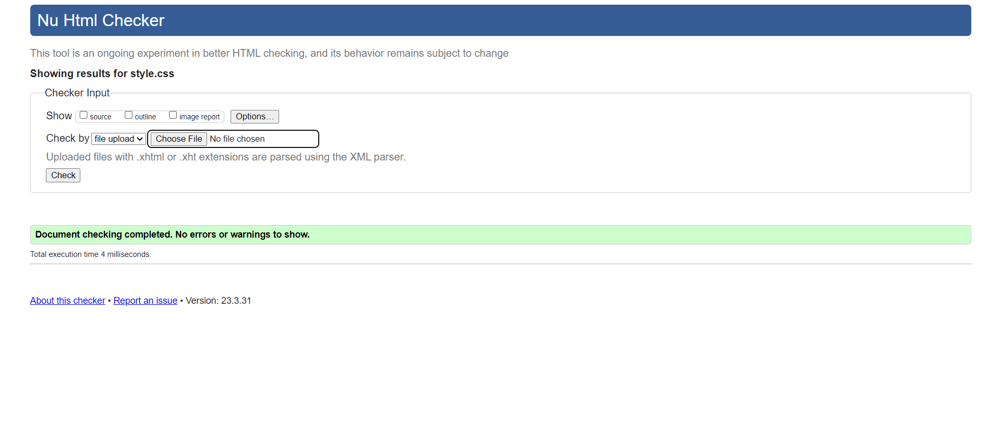 Nu Html Checker
This tool is an ongoing experiment in better HTML checking, and its behavior remains subject to change
Showing results for style.css
Checker Input
Show source outline image report Options…
Check by file upload Choose File No file chosen
Uploaded files with .xhtml or .xht extensions are parsed using the XML parser.
Check
Document checking completed. No errors or warnings to show.
Total execution time 4 milliseconds.
About this checker • Report an issue • Version: 23.3.31